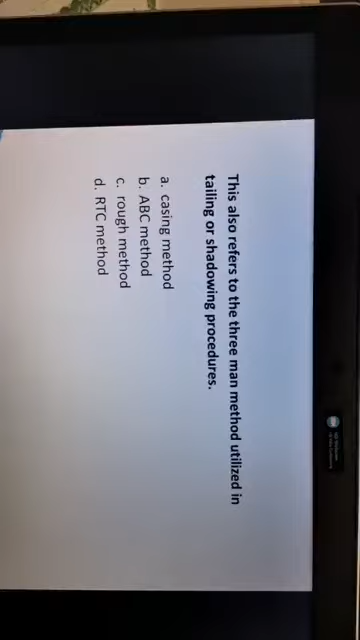 This also refers to the three man method utilized in
tailing or shadowing procedures.
a. casing method
b. ABC method
c. rough method
d. RTC method